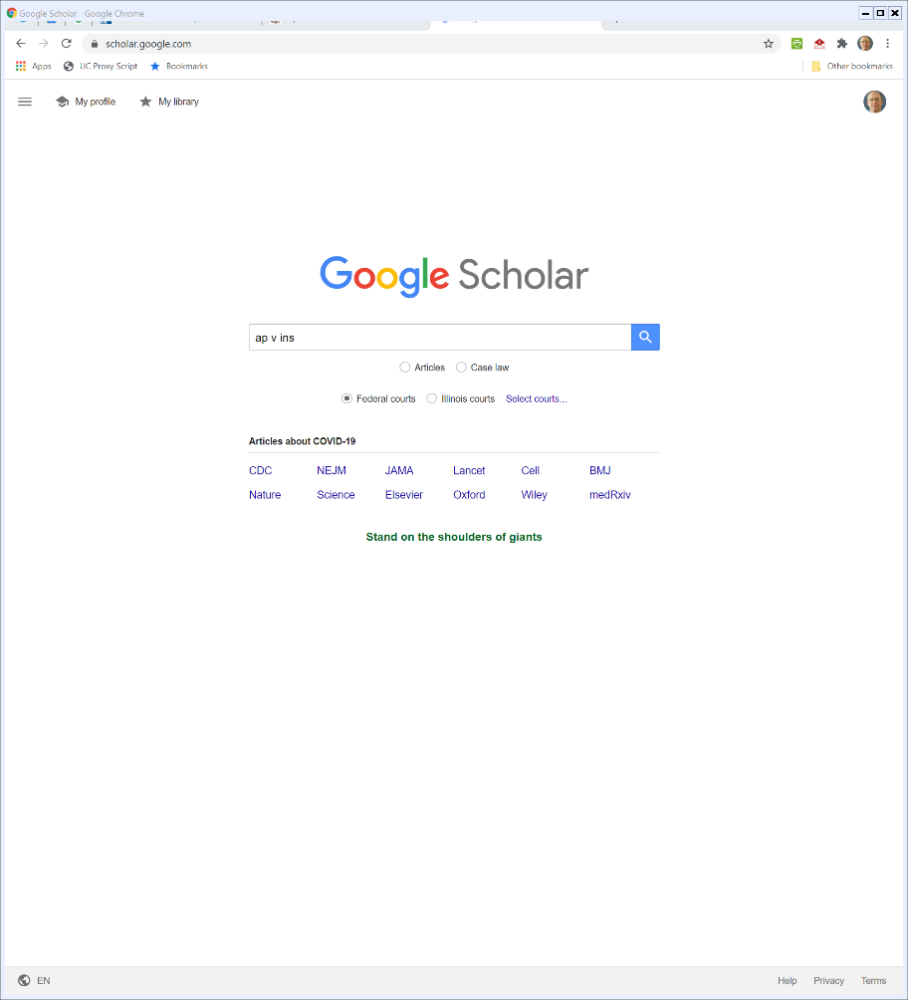 Google Scholar - Google Chrome
scholar.google.com
Apps UC Proxy Script Bookmarks Other bookmarks
My profile My library
Google Scholar
ap v ins
Articles Case law
Federal courts Illinois courts Select courts...
Articles about COVID-19
CDC NEJM JAMA Lancet Cell BMJ
Nature Science Elsevier Oxford Wiley medRxiv
Stand on the shoulders of giants
EN Help Privacy Terms